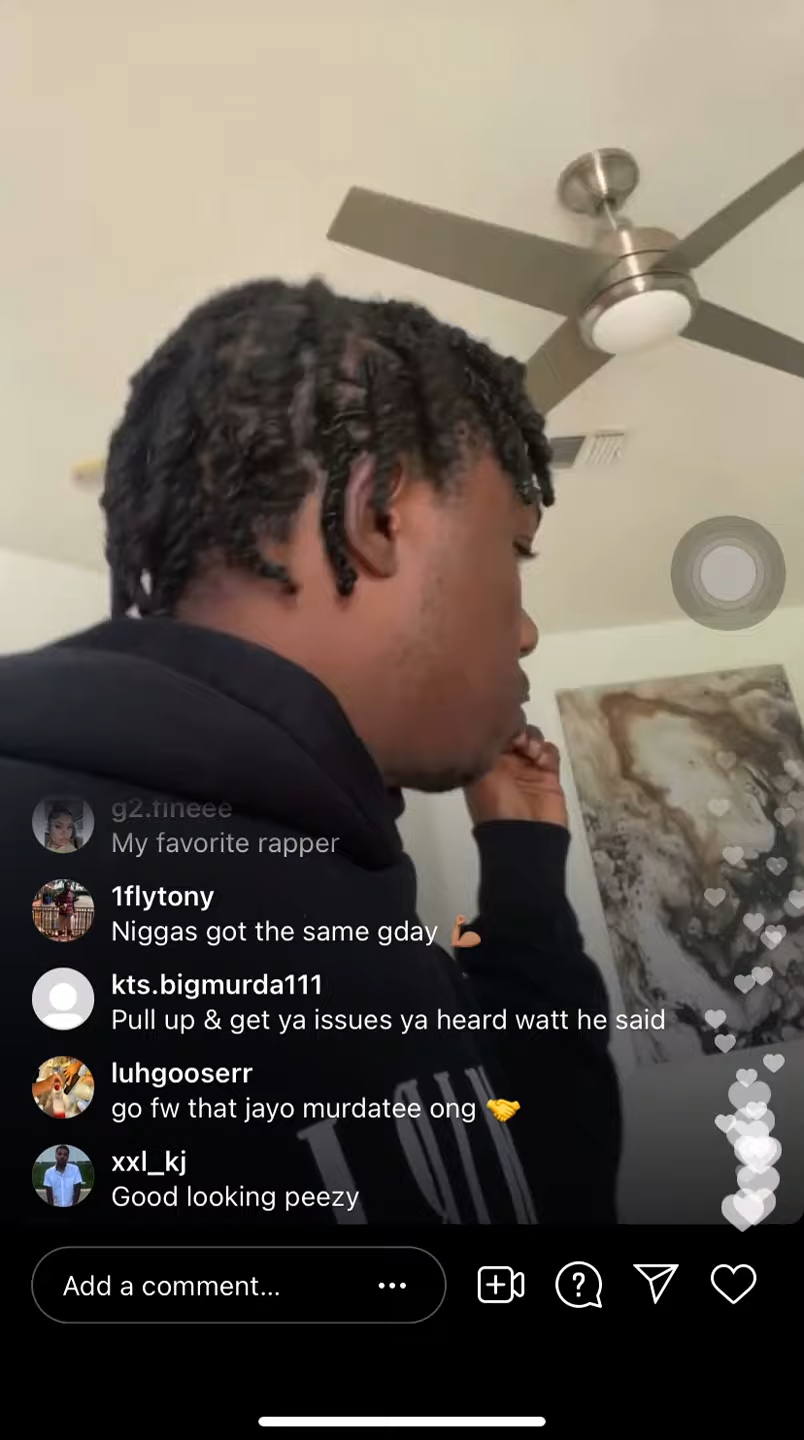 g2.fineee
My favorite rapper
1flytony
Niggas got the same gday 💪🏼
kts.bigmurda111
Pull up & get ya issues ya heard watt he said
luhgooserr
go fw that jayo murdatee ong 🤝
xxl_kj
Good looking peezy
Add a comment...